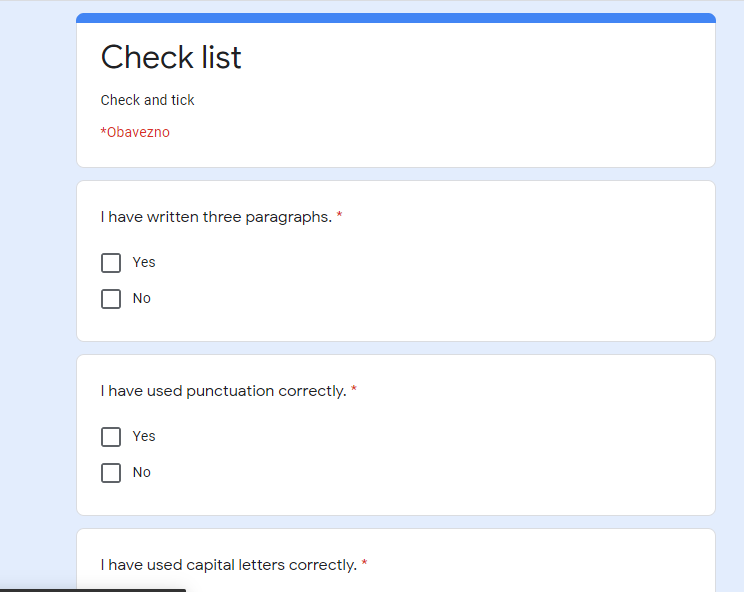 Check list
Check and tick
*Obavezno
I have written three paragraphs. *
Yes
No
I have used punctuation correctly. *
Yes
No
I have used capital letters correctly. *